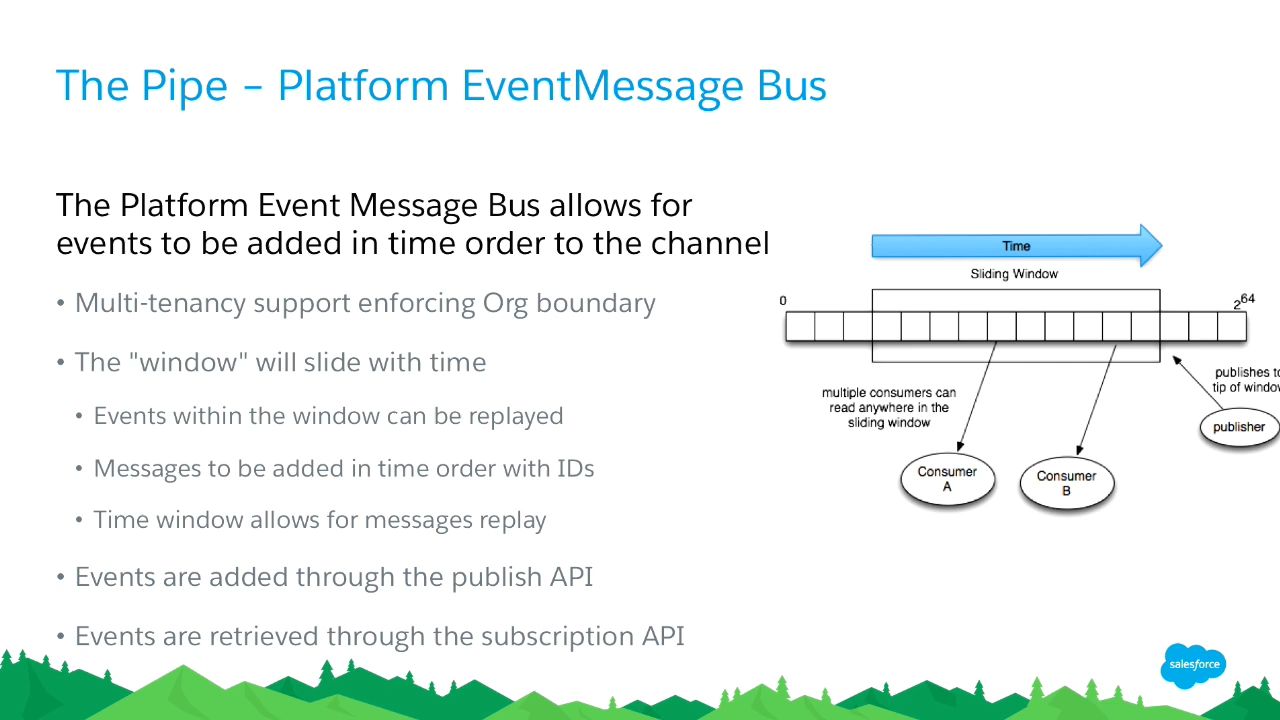 The Pipe – Platform EventMessage Bus
The Platform Event Message Bus allows for
events to be added in time order to the channel
• Multi-tenancy support enforcing Org boundary
• The "window" will slide with time
• Events within the window can be replayed
• Messages to be added in time order with IDs
• Time window allows for messages replay
• Events are added through the publish API
• Events are retrieved through the subscription API
Time
Sliding Window
0
2^64
multiple consumers can
read anywhere in the
sliding window
publishes to
tip of window
publisher
Consumer
A
Consumer
B
salesforce